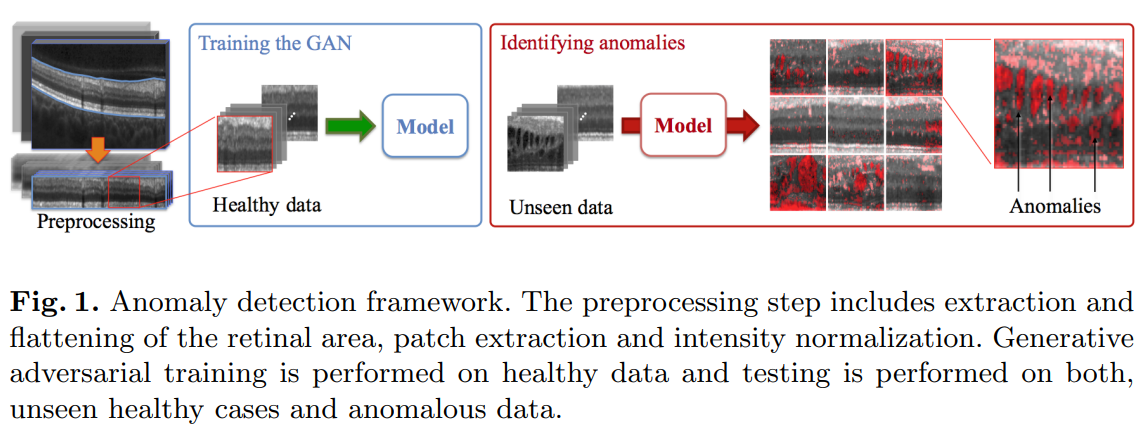 Training the GAN
Identifying anomalies
Model
Model
Healthy data
Unseen data
Anomalies
Preprocessing
Fig. 1. Anomaly detection framework. The preprocessing step includes extraction and
flattening of the retinal area, patch extraction and intensity normalization. Generative
adversarial training is performed on healthy data and testing is performed on both,
unseen healthy cases and anomalous data.